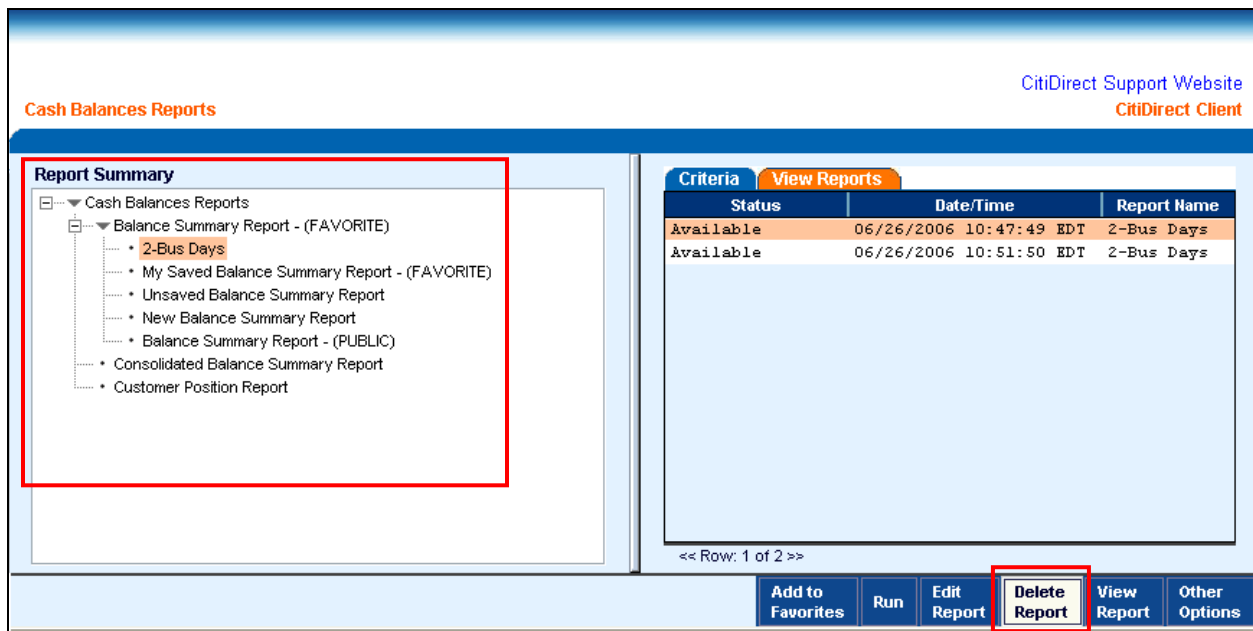 CitiDirect Support Website
Cash Balances Reports
CitiDirect Client
Report Summary
Cash Balances Reports
Balance Summary Report - (FAVORITE)
2-Bus Days
My Saved Balance Summary Report - (FAVORITE)
Unsaved Balance Summary Report
New Balance Summary Report
Balance Summary Report - (PUBLIC)
Consolidated Balance Summary Report
Customer Position Report
Criteria View Reports
Status Date/Time Report Name
Available 06/26/2006 10:47:49 EDT 2-Bus Days
Available 06/26/2006 10:51:50 EDT 2-Bus Days
<< Row: 1 of 2 >>
Add to Favorites
Run
Edit Report
Delete Report
View Report
Other Options